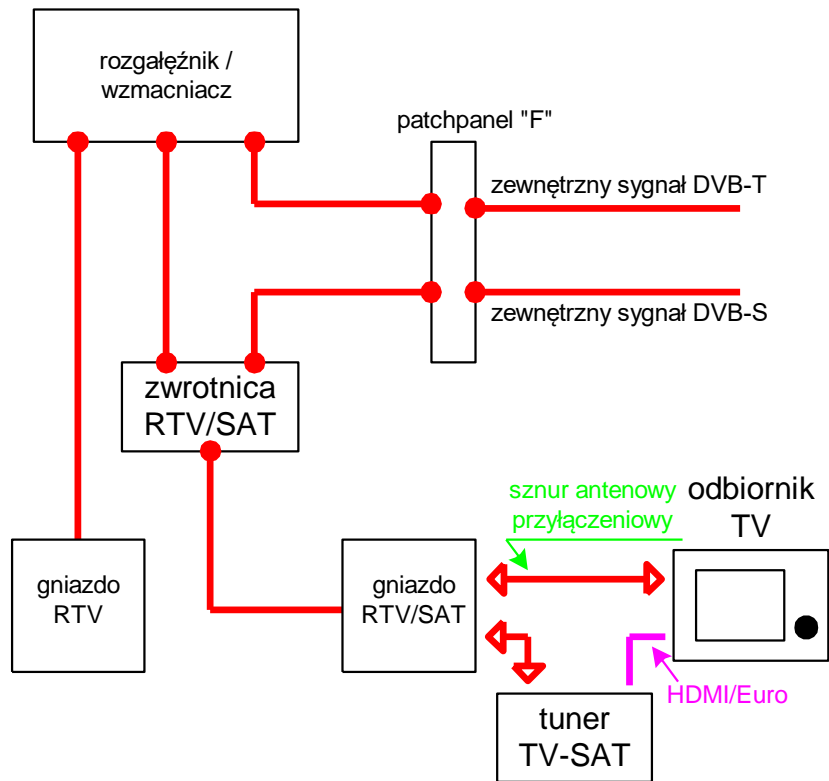 rozgałęźnik /
wzmacniacz
patchpanel "F"
zewnętrzny sygnał DVB-T
zewnętrzny sygnał DVB-S
zwrotnica
RTV/SAT
sznur antenowy
przyłączeniowy
odbiornik
TV
gniazdo
RTV
gniazdo
RTV/SAT
HDMI/Euro
tuner
TV-SAT